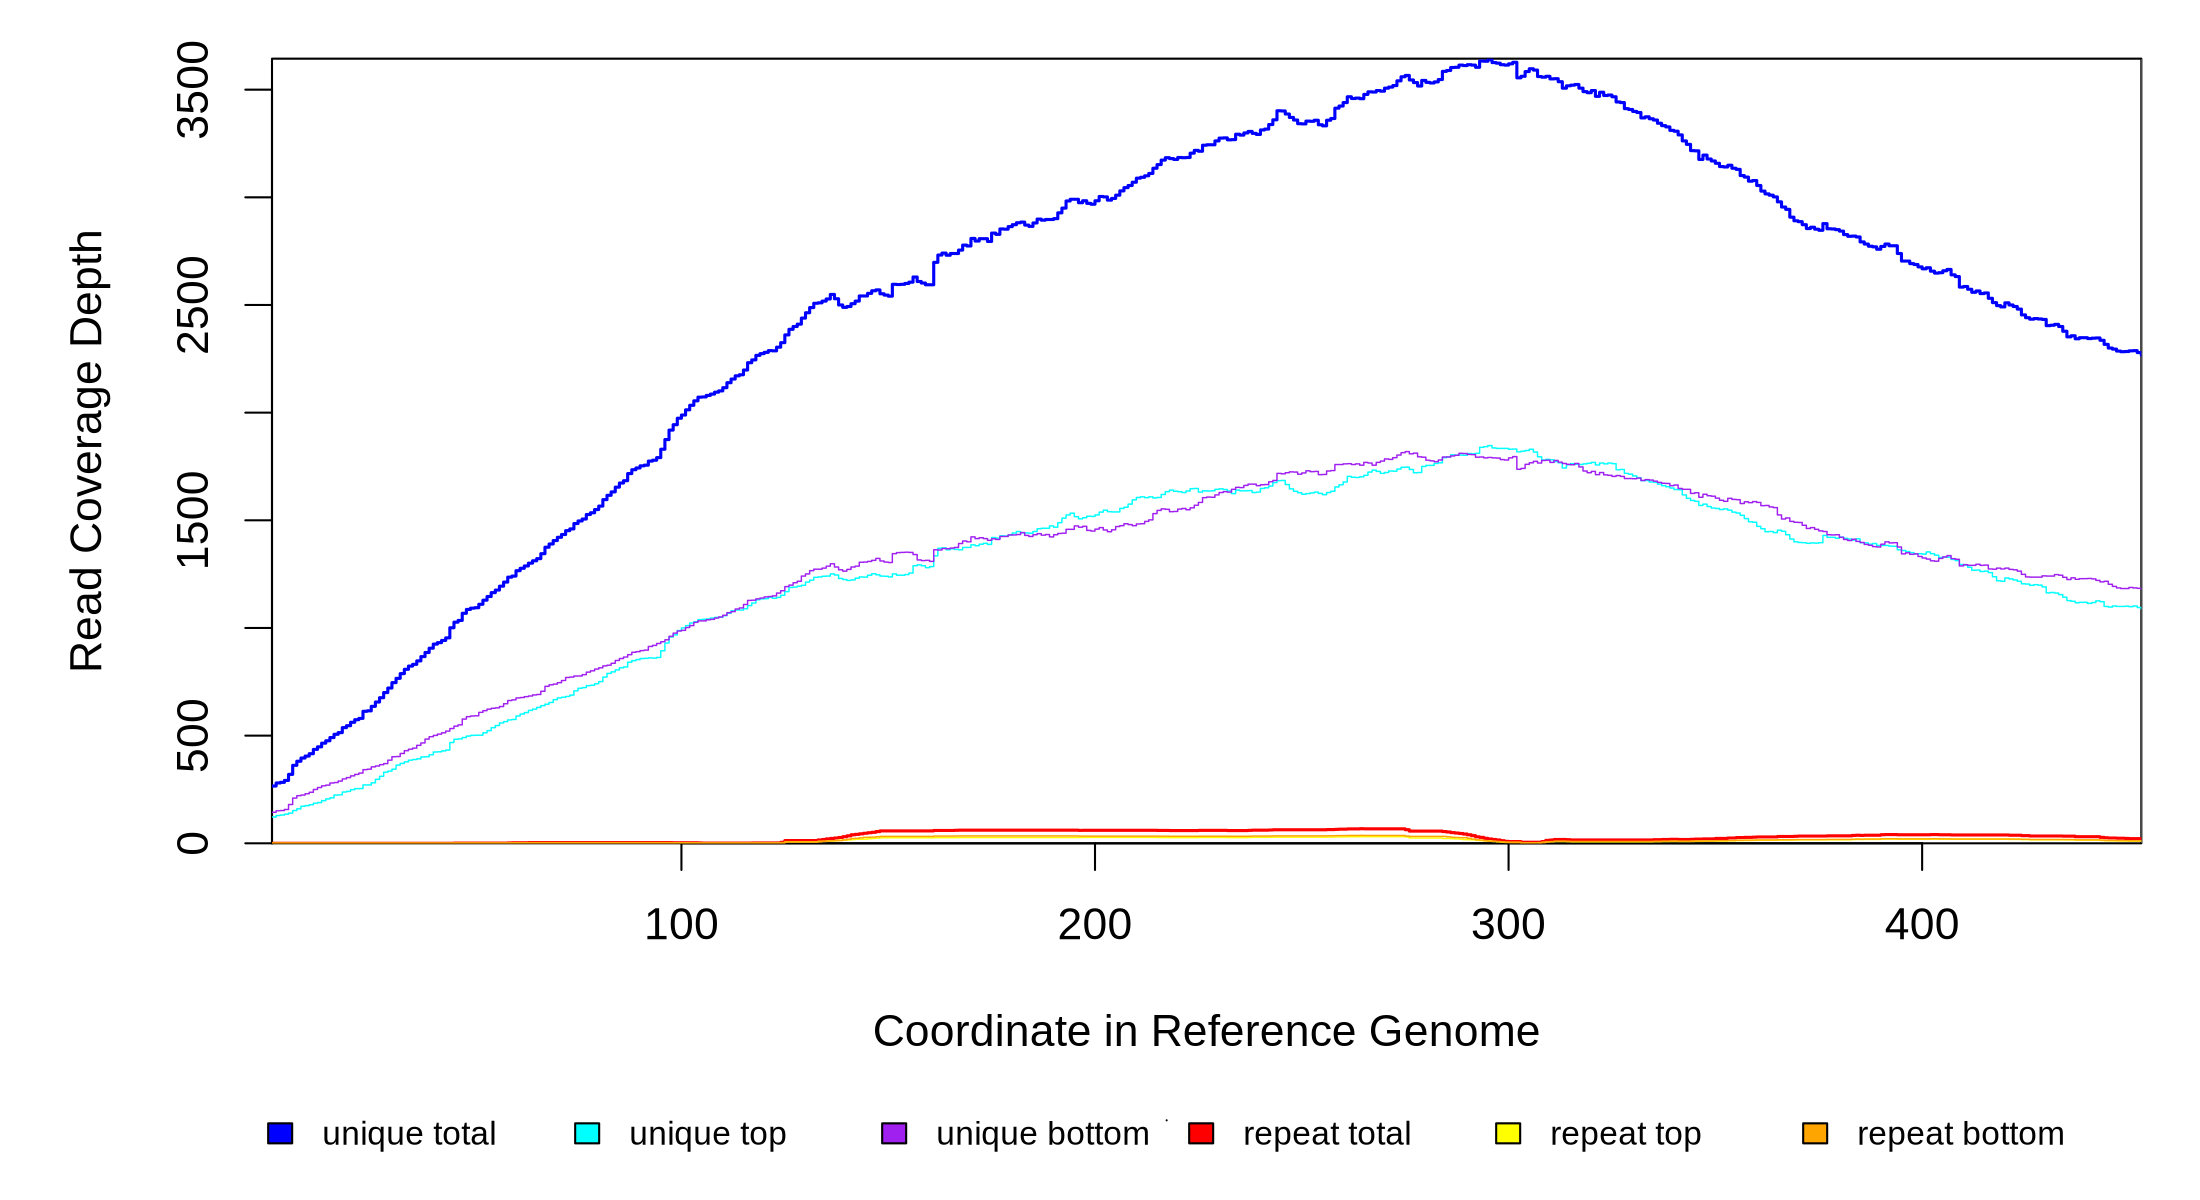 3500
2500
1500
500
0
Read Coverage Depth
100 200 300 400
Coordinate in Reference Genome
unique total unique top unique bottom repeat total repeat top repeat bottom